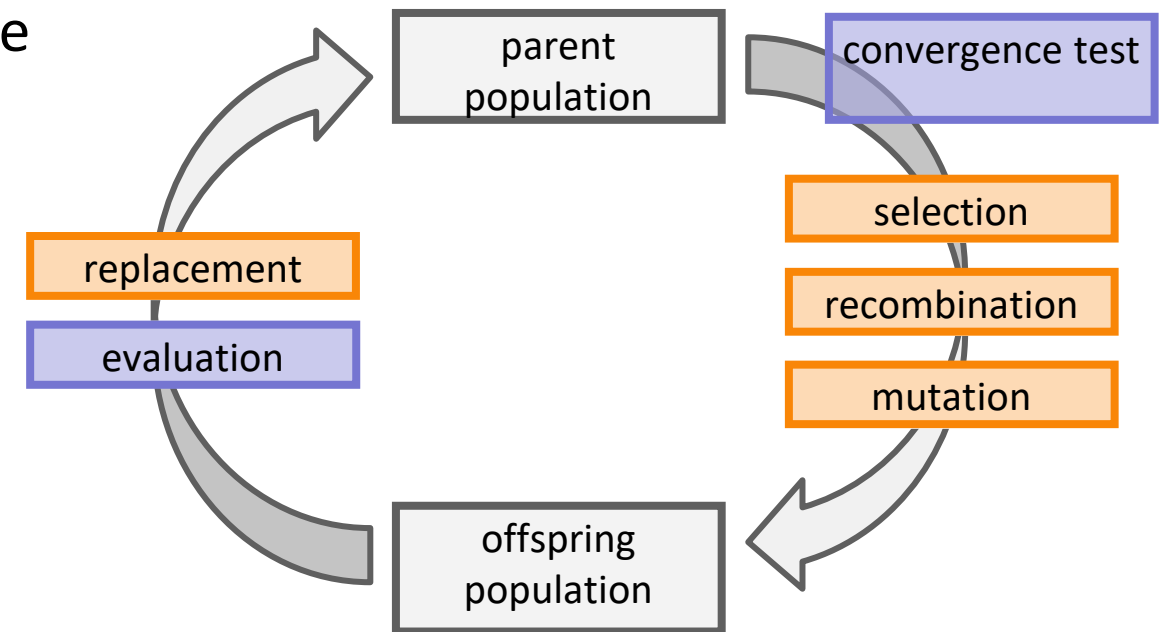 e
parent
population
convergence test
selection
replacement
recombination
evaluation
mutation
offspring
population